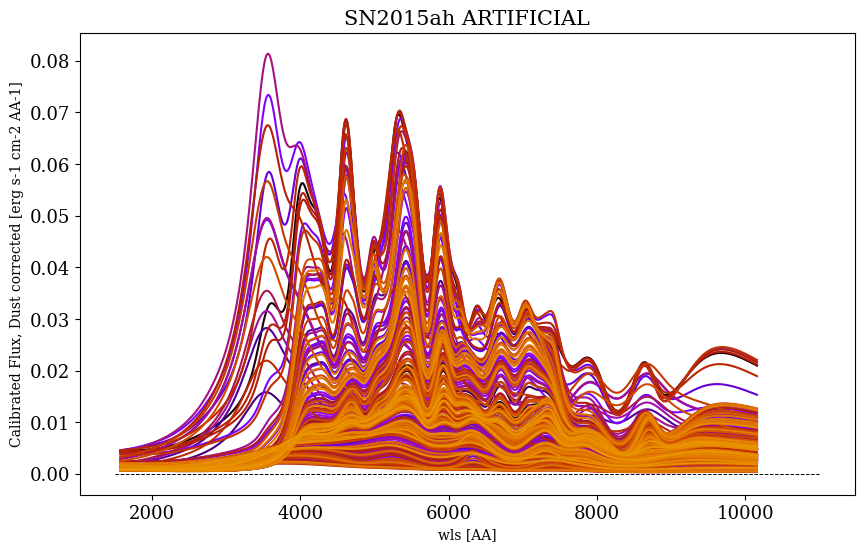 SN2015ah ARTIFICIAL
Calibrated Flux, Dust corrected [erg s-1 cm-2 AA-1]
0.08
0.07
0.06
0.05
0.04
0.03
0.02
0.01
0.00
2000 4000 6000 8000 10000
wls [AA]